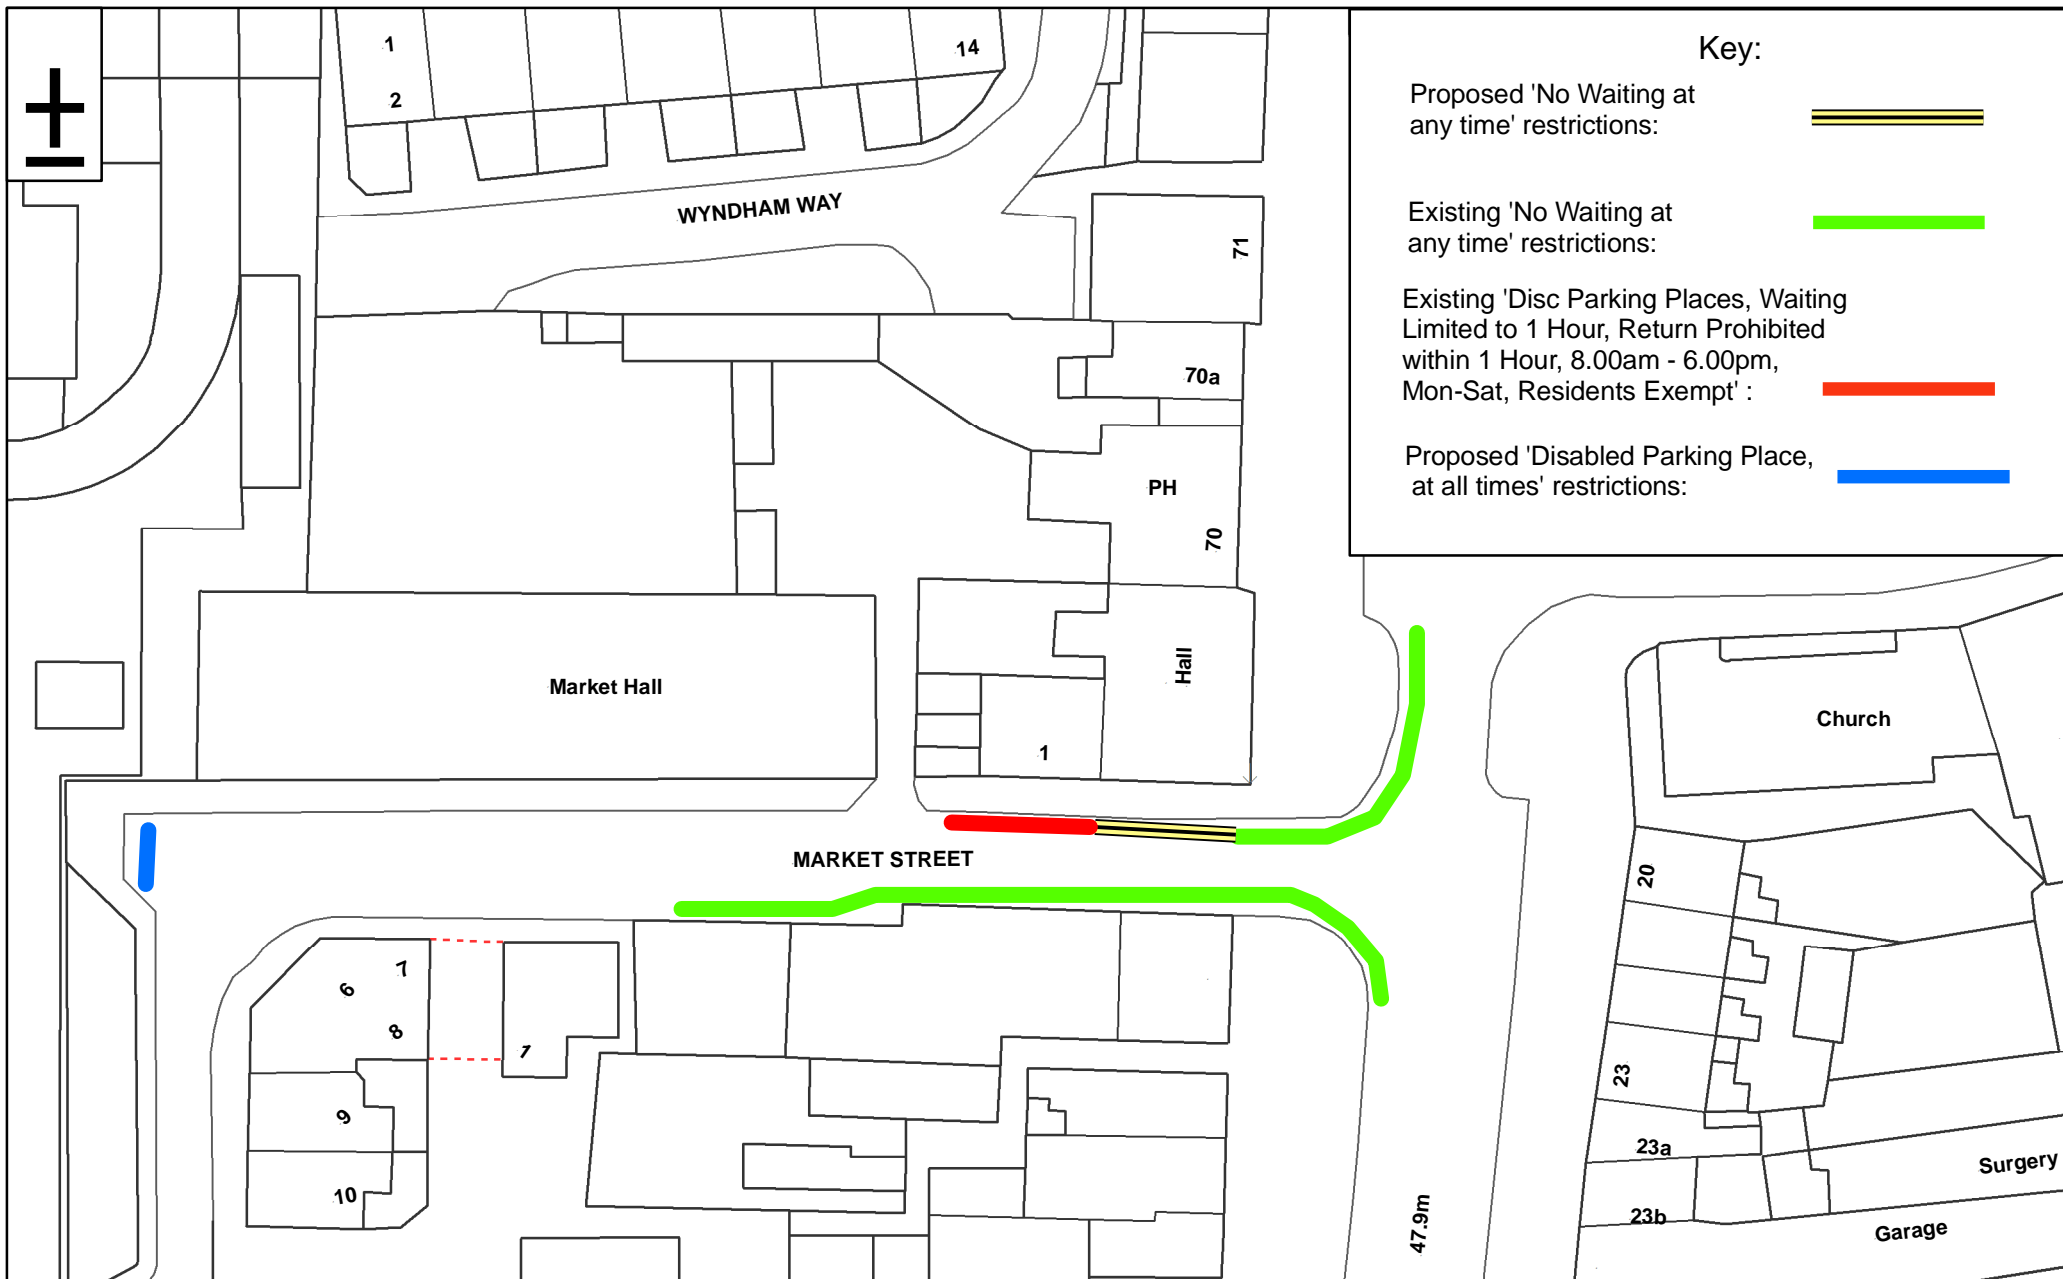 Key:
Proposed 'No Waiting at
any time' restrictions:
Existing 'No Waiting at
any time' restrictions:
Existing 'Disc Parking Places, Waiting
Limited to 1 Hour, Return Prohibited
within 1 Hour, 8.00am - 6.00pm,
Mon-Sat, Residents Exempt' :
Proposed 'Disabled Parking Place,
at all times' restrictions:
1
2
14
WYNDHAM WAY
71
70a
PH
70
Hall
Market Hall
1
Church
MARKET STREET
20
7
6
8
1
23
9
10
23a
Surgery
23b
Garage
47.9m